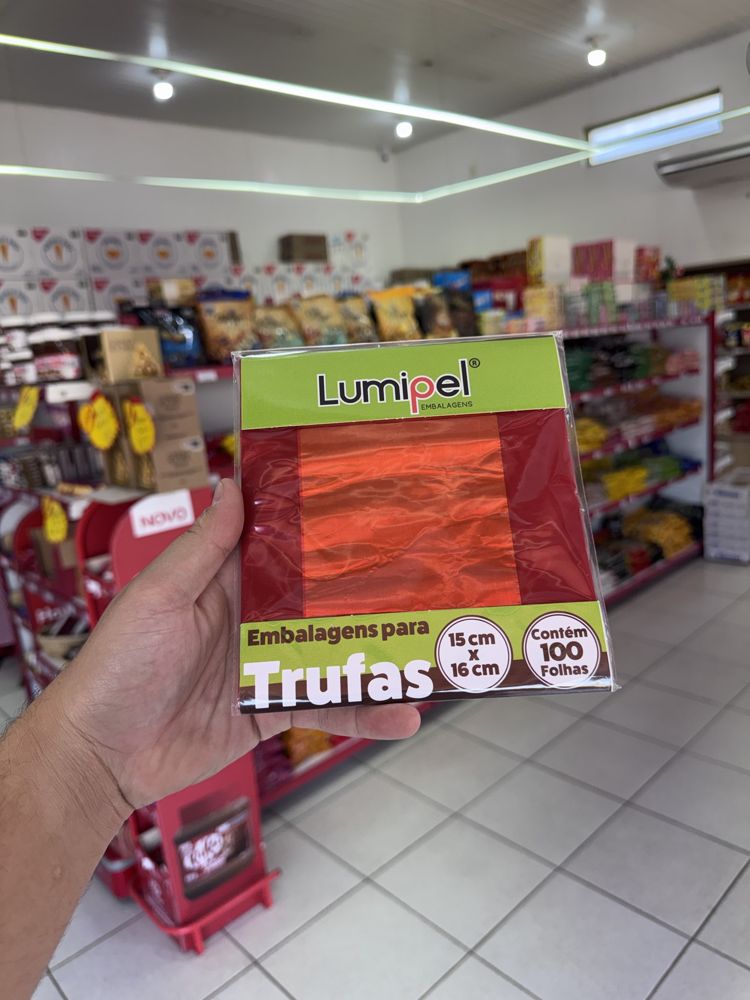 Lumipel®
EMBALAGENS
Embalagens para
Trufas
15 cm
x
16 cm
Contém
100
Folhas
NOVO